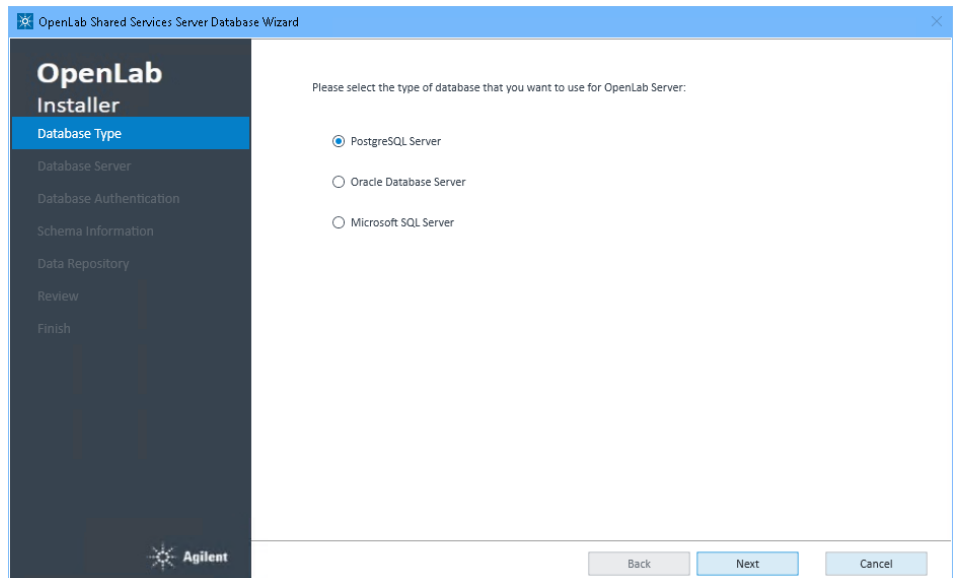 OpenLab Shared Services Server Database Wizard
OpenLab
Installer
Database Type
Database Server
Database Authentication
Schema Information
Data Repository
Review
Finish
Agilent
Please select the type of database that you want to use for OpenLab Server:
PostgreSQL Server
Oracle Database Server
Microsoft SQL Server
Back
Next
Cancel